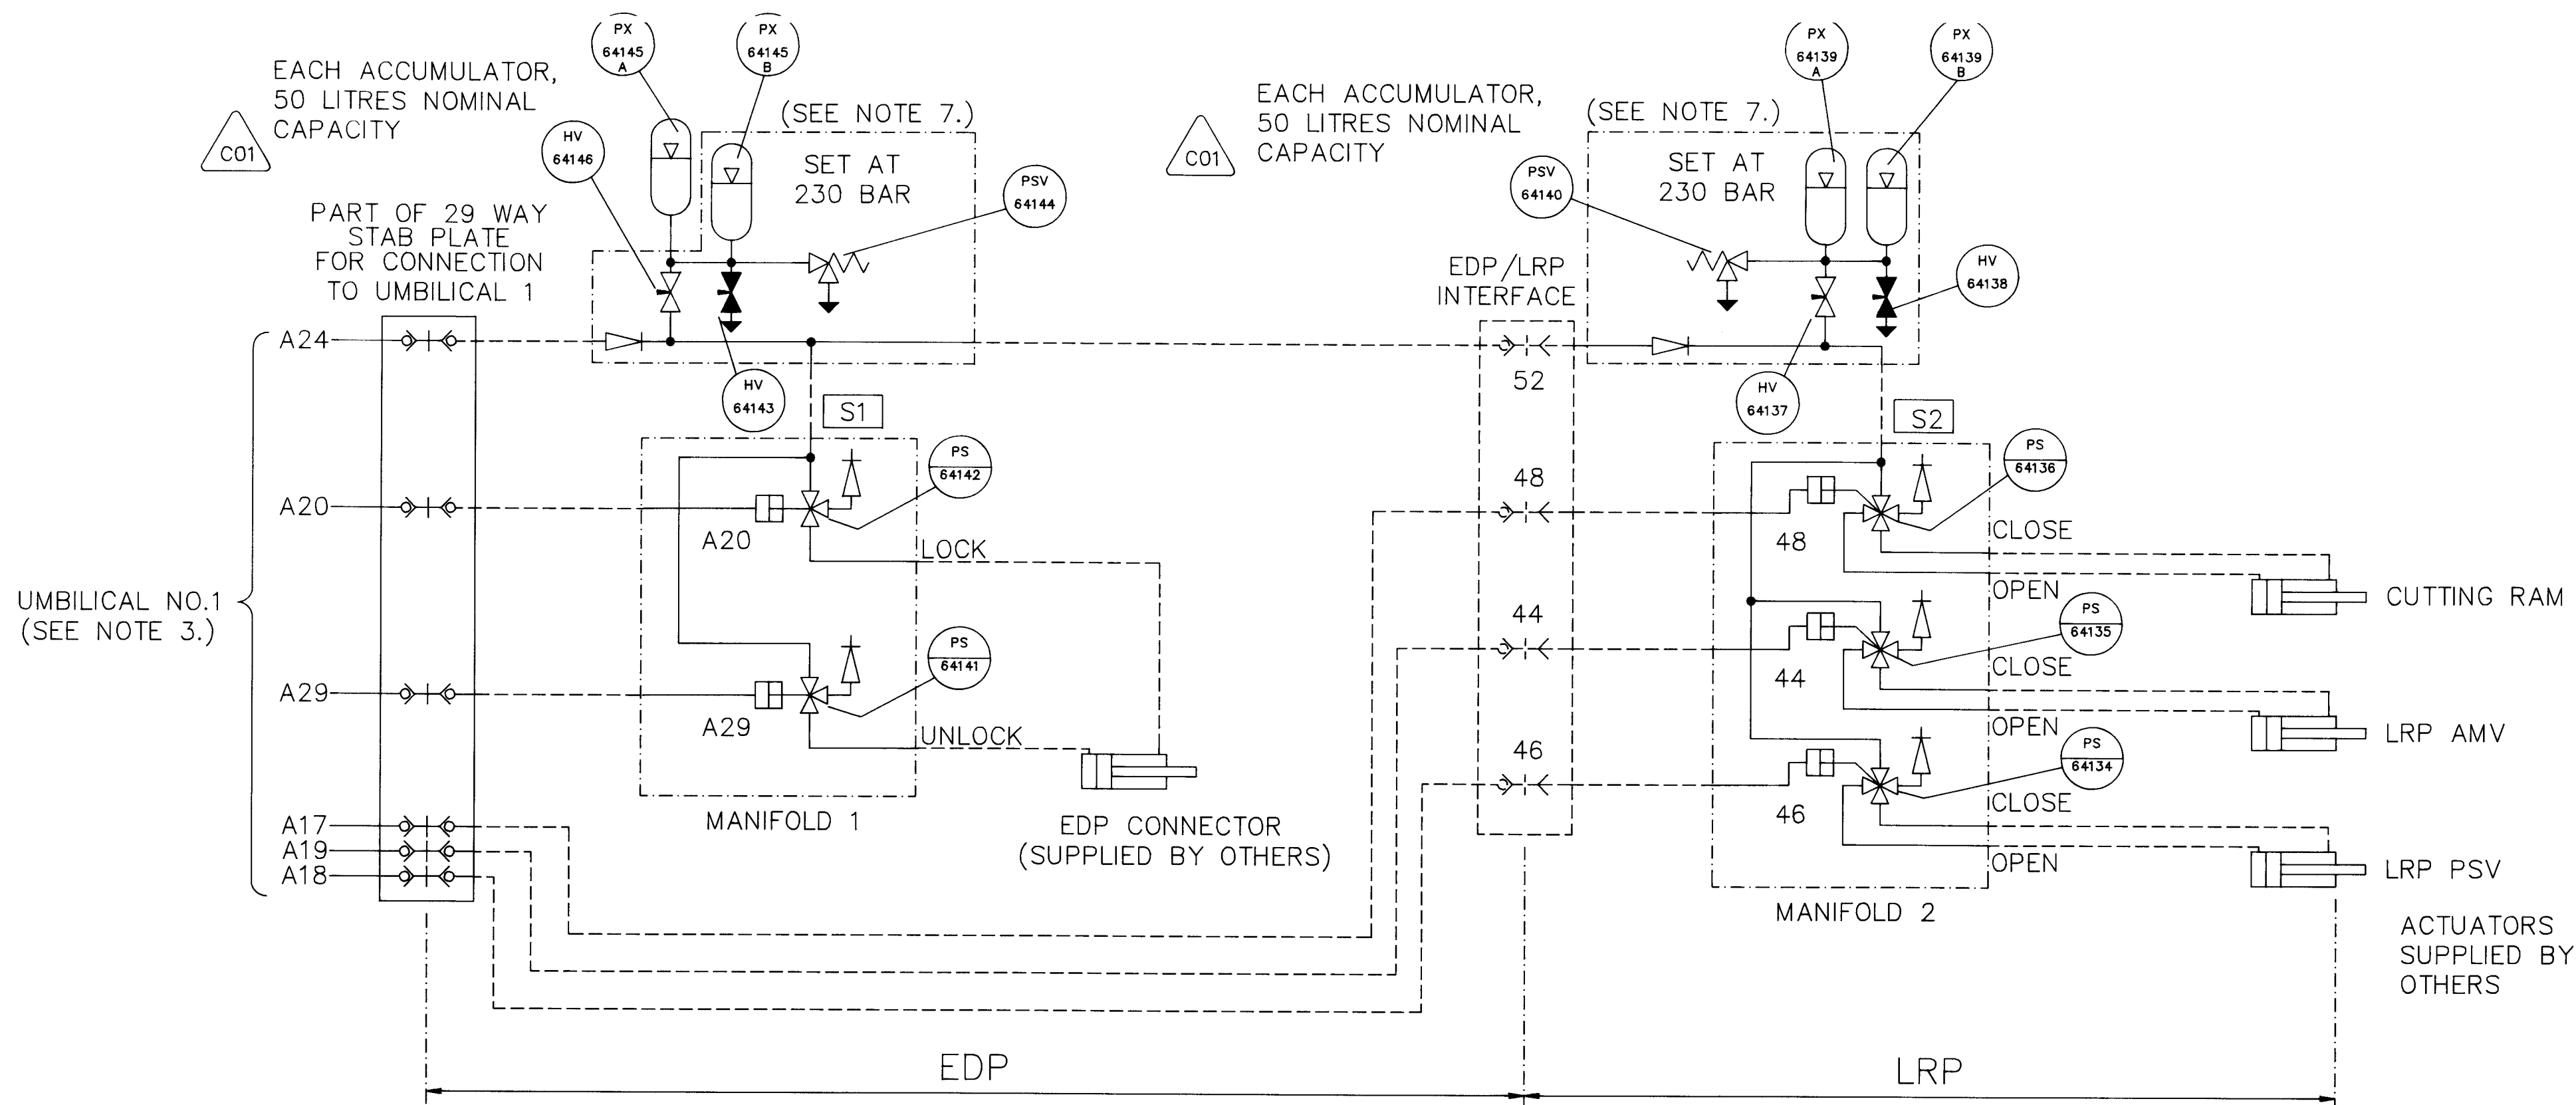 PX
64145
A
PX
64145
B
EACH ACCUMULATOR,
50 LITRES NOMINAL
CAPACITY
C01
HV
64146
(SEE NOTE 7.)
SET AT
230 BAR
PSV
64144
PART OF 29 WAY
STAB PLATE
FOR CONNECTION
TO UMBILICAL 1
HV
64143
S1
UMBILICAL NO.1
(SEE NOTE 3.)
A24
A20
A29
A17
A19
A18
PS
64142
A20
LOCK
PS
64141
A29
UNLOCK
MANIFOLD 1
EDP CONNECTOR
(SUPPLIED BY OTHERS)
PX
64139
A
PX
64139
B
EACH ACCUMULATOR,
50 LITRES NOMINAL
CAPACITY
C01
(SEE NOTE 7.)
SET AT
230 BAR
PSV
64140
HV
64138
HV
64137
EDP/LRP
INTERFACE
52
48
44
46
S2
PS
64136
48
CLOSE
OPEN
CUTTING RAM
PS
64135
44
CLOSE
OPEN
LRP AMV
PS
64134
46
CLOSE
OPEN
LRP PSV
MANIFOLD 2
ACTUATORS
SUPPLIED BY
OTHERS
EDP
LRP